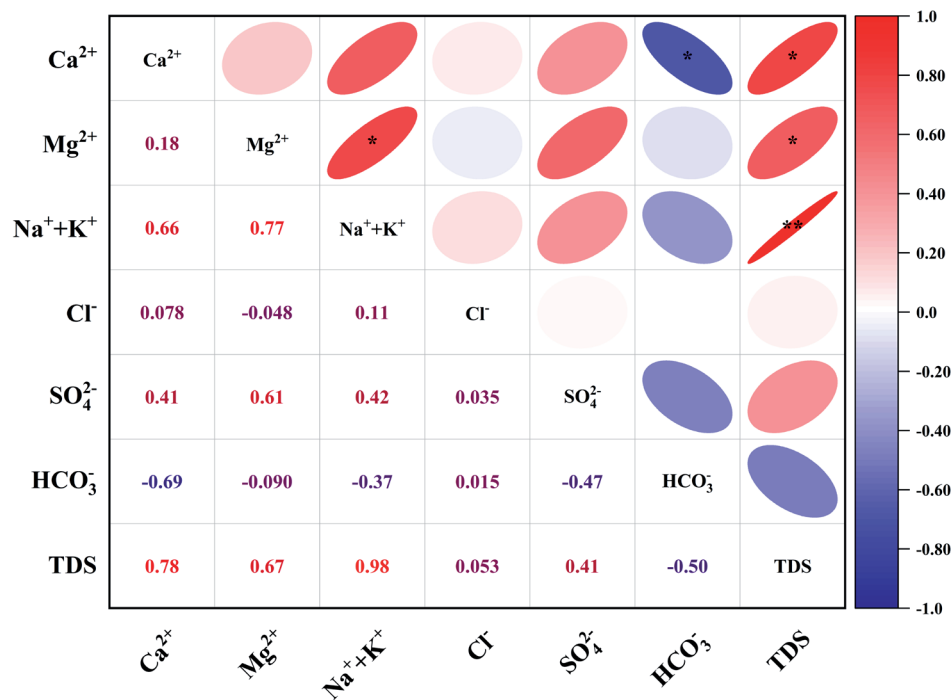 Ca²⁺ Ca²⁺ * * 1.0
0.80
Mg²⁺ 0.18 Mg²⁺ * * 0.60
Na⁺+K⁺ 0.66 0.77 Na⁺+K⁺ ** 0.40
0.20
Cl⁻ 0.078 -0.048 0.11 Cl⁻ 0.0
-0.20
SO₄²⁻ 0.41 0.61 0.42 0.035 SO₄²⁻ -0.40
HCO₃⁻ -0.69 -0.090 -0.37 0.015 -0.47 HCO₃⁻ -0.60
-0.80
TDS 0.78 0.67 0.98 0.053 0.41 -0.50 TDS
-1.0
Ca²⁺ Mg²⁺ Na⁺+K⁺ Cl⁻ SO₄²⁻ HCO₃⁻ TDS